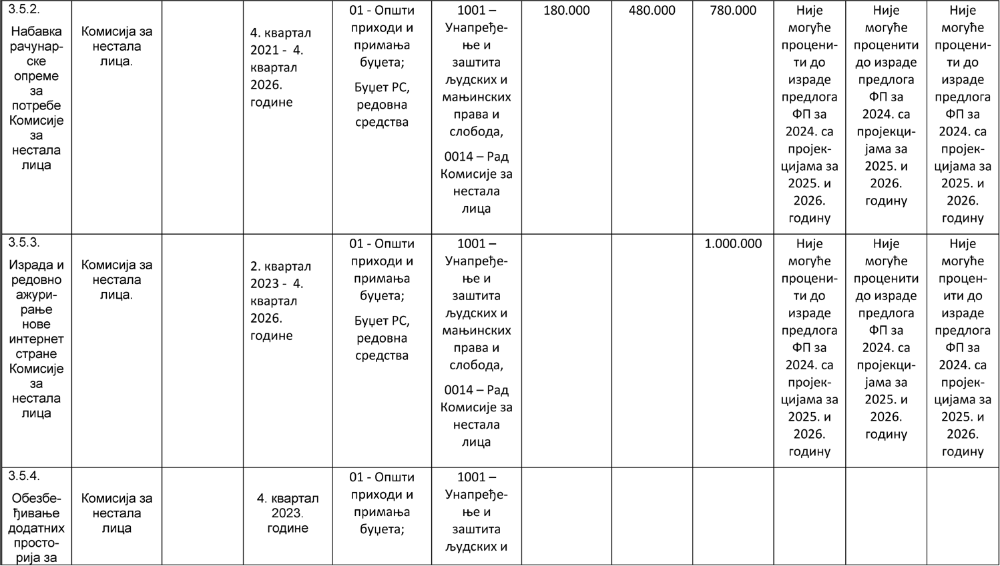 3.5.2.
Набавка
рачунар-
ске
опреме
за
потребе
Комисије
за
нестала
лица
Комисија за
нестала
лица.
4. квартал
2021 - 4.
квартал
2026.
године
01 - Општи
приходи и
примања
буџета;
Буџет РС,
редовна
средства
1001 –
Унапређе-
ње и
заштита
људских и
мањинских
права и
слобода,
0014 – Рад
Комисије за
нестала
лица
180.000
480.000
780.000
Није
могуће
процени-
ти до
израде
предлога
ФП за
2024. са
пројек-
цијама за
2025. и
2026.
годину
Није
могуће
проценити
до израде
предлога
ФП за
2024. са
пројекци-
јама за
2025. и
2026.
годину
Није
могуће
процени-
ти до
израде
предлога
ФП за
2024. са
пројек-
цијама за
2025. и
2026.
годину
3.5.3.
Израда и
редовно
ажури-
рање
нове
интернет
стране
Комисије
за
нестала
лица
Комисија за
нестала
лица.
2. квартал
2023 - 4.
квартал
2026.
године
01 - Општи
приходи и
примања
буџета;
Буџет РС,
редовна
средства
1001 –
Унапређе-
ње и
заштита
људских и
мањинских
права и
слобода,
0014 – Рад
Комисије за
нестала
лица
1.000.000
Није
могуће
процени-
ти до
израде
предлога
ФП за
2024. са
пројек-
цијама за
2025. и
2026.
годину
Није
могуће
проценити
до израде
предлога
ФП за
2024. са
пројекци-
јама за
2025. и
2026.
годину
Није
могуће
процен-
ити до
израде
предлога
ФП за
2024. са
пројек-
цијама за
2025. и
2026.
годину
3.5.4.
Обезбе-
ђивање
додатних
просто-
рија за
Комисија за
нестала
лица
4. квартал
2023.
године
01 - Општи
приходи и
примања
буџета;
1001 –
Унапређе-
ње и
заштита
људских и